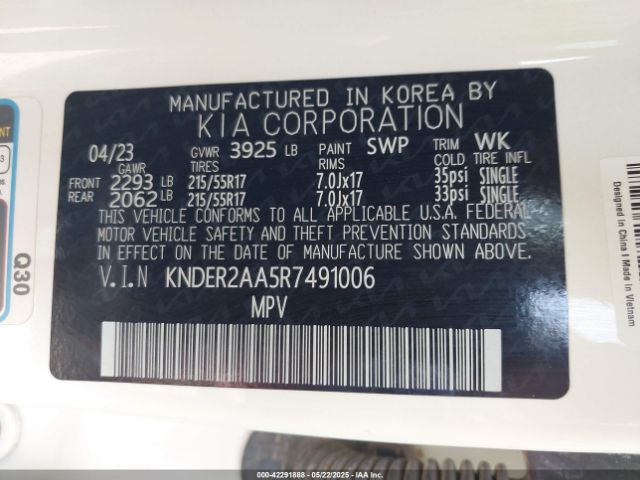 MANUFACTURED IN KOREA BY
KIA CORPORATION
04/23 GVWR 3925 LB PAINT SWP TRIM WK
GAWR TIRES RIMS COLD TIRE INFL
FRONT 2293 LB 215/55R17 7.0Jx17 35psi SINGLE
REAR 2062 LB 215/55R17 7.0Jx17 33psi SINGLE
THIS VEHICLE CONFORMS TO ALL APPLICABLE U.S.A. FEDERAL
MOTOR VEHICLE SAFETY AND THEFT PREVENTION STANDARDS
IN EFFECT ON THE DATE OF MANUFACTURE SHOWN ABOVE.
V.I.N KNDER2AA5R7491006
MPV
Q30
Designed in China I Made in Vietnam
000-42291888 05/22/2025 IMAGED BY IAA